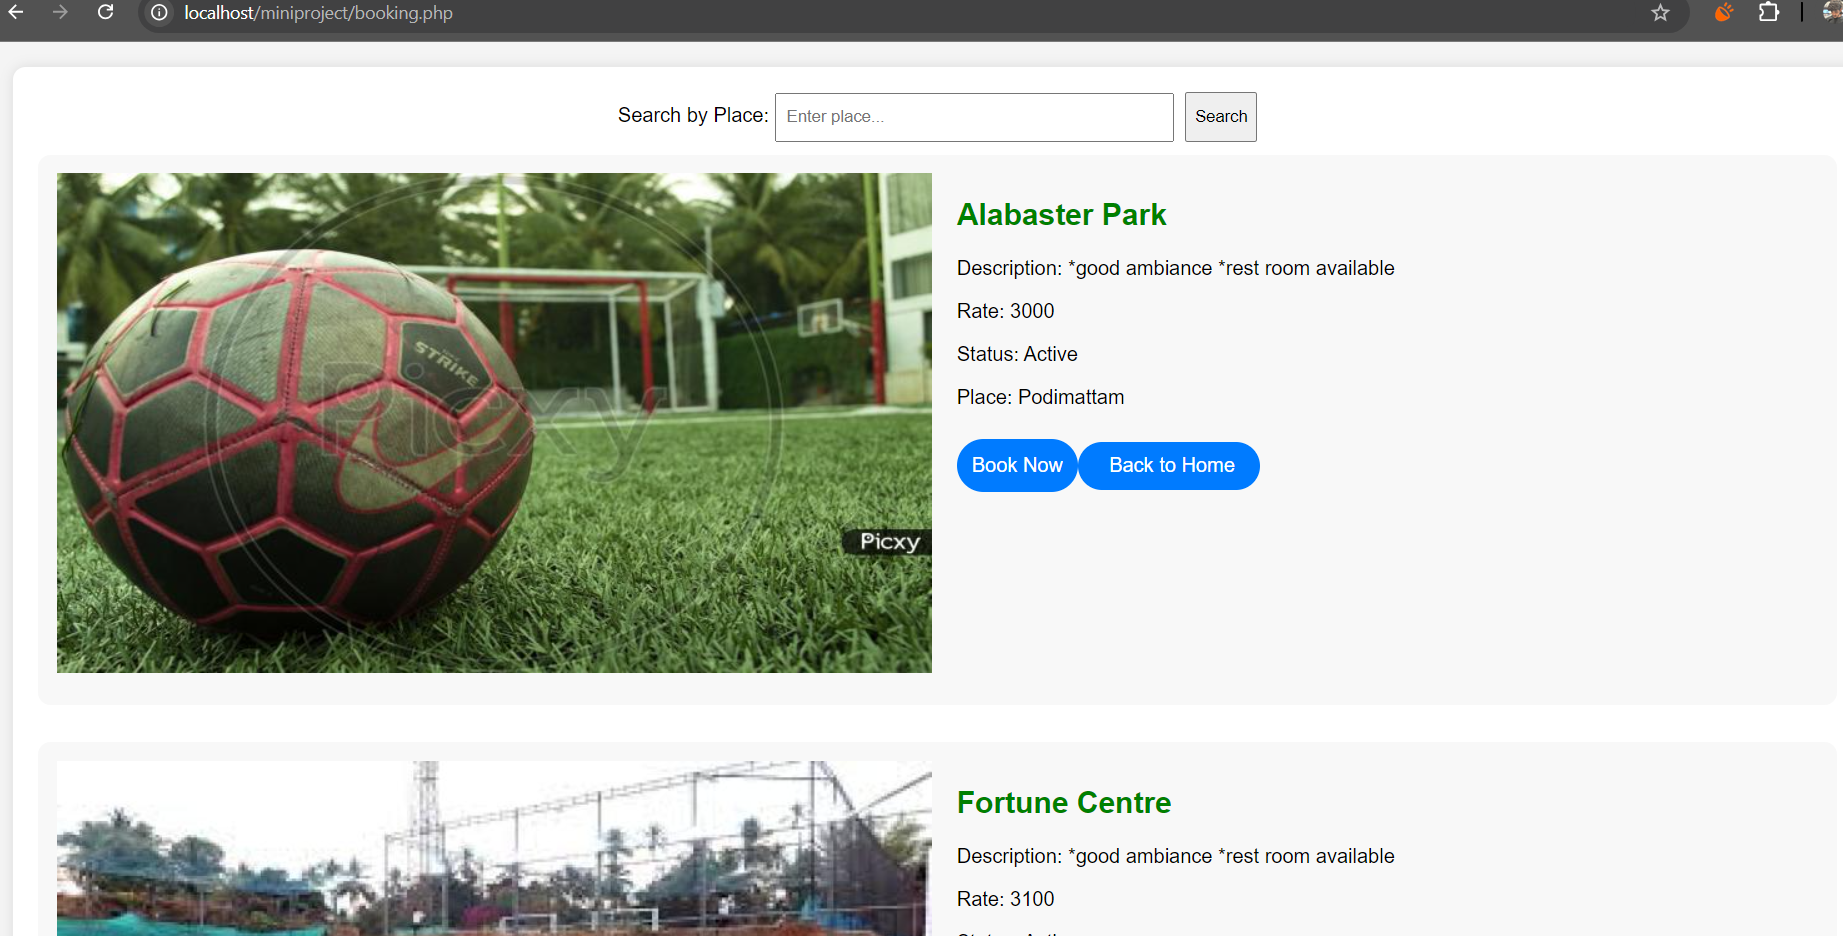 localhost/miniproject/booking.php
Search by Place: Enter place... Search
STRIKE
Picxy
Picxy
Alabaster Park
Description: *good ambiance *rest room available
Rate: 3000
Status: Active
Place: Podimattam
Book Now Back to Home
Fortune Centre
Description: *good ambiance *rest room available
Rate: 3100